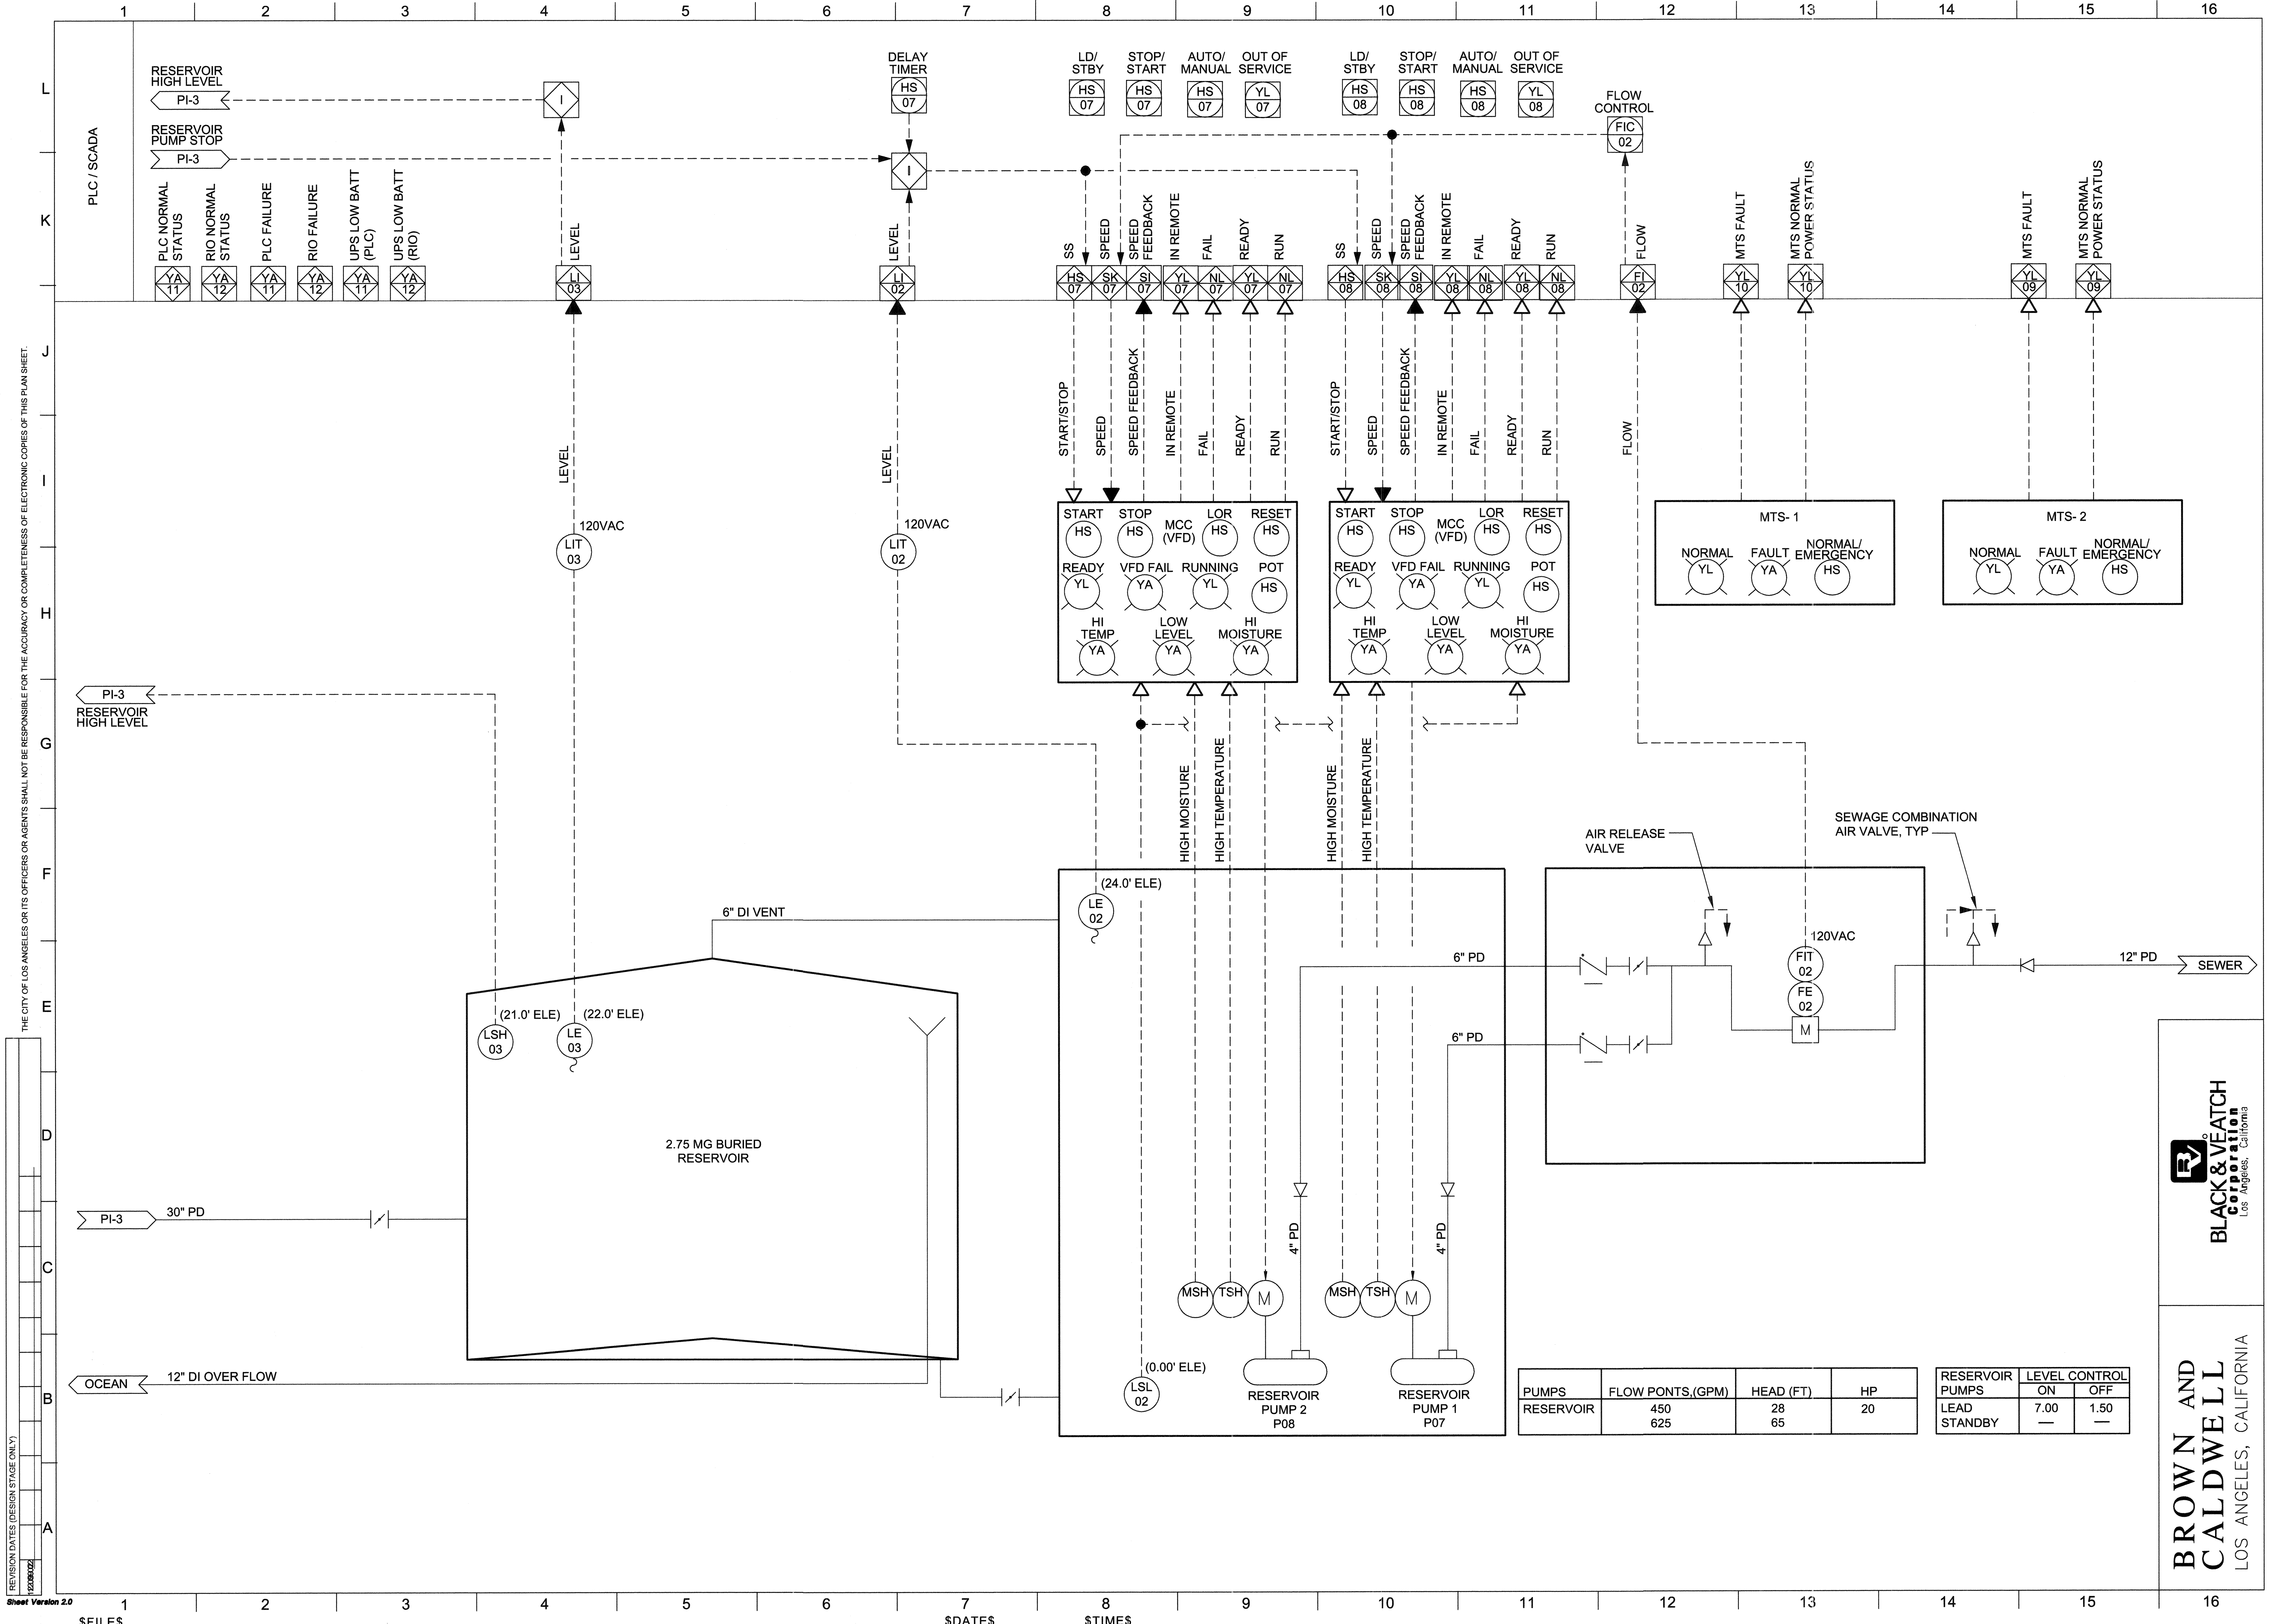 1 2 3 4 5 6 7 8 9 10 11 12 13 14 15 16
L
K
J
I
H
G
F
E
D
C
B
A
PLC / SCADA
RESERVOIR
HIGH LEVEL
PI-3
RESERVOIR
PUMP STOP
PI-3
I
DELAY
TIMER
HS
07
I
LD/
STBY
HS
07
STOP/
START
HS
07
AUTO/
MANUAL
HS
07
OUT OF
SERVICE
YL
07
LD/
STBY
HS
08
STOP/
START
HS
08
AUTO/
MANUAL
HS
08
OUT OF
SERVICE
YL
08
FLOW
CONTROL
FIC
02
PLC NORMAL
STATUS
YA
11
RIO NORMAL
STATUS
YA
12
PLC FAILURE
YA
11
RIO FAILURE
YA
12
UPS LOW BATT
(PLC)
YA
11
UPS LOW BATT
(RIO)
YA
12
LEVEL
LI
03
LEVEL
LI
02
SS
HS
07
SPEED
SK
07
SPEED
FEEDBACK
SI
07
IN REMOTE
YL
07
FAIL
NL
07
READY
YL
07
RUN
NL
07
SS
HS
08
SPEED
SK
08
SPEED
FEEDBACK
SI
08
IN REMOTE
YL
08
FAIL
NL
08
READY
YL
08
RUN
NL
08
FLOW
FI
02
MTS FAULT
YL
10
MTS NORMAL
POWER STATUS
YL
10
MTS FAULT
YL
09
MTS NORMAL
POWER STATUS
YL
09
LEVEL
LEVEL
START/STOP
SPEED
SPEED FEEDBACK
IN REMOTE
FAIL
READY
RUN
START/STOP
SPEED
SPEED FEEDBACK
IN REMOTE
FAIL
READY
RUN
FLOW
120VAC
LIT
03
120VAC
LIT
02
START
HS
STOP
HS
MCC
(VFD)
LOR
HS
RESET
HS
READY
YL
VFD FAIL
YA
RUNNING
YL
POT
HS
HI
TEMP
YA
LOW
LEVEL
YA
HI
MOISTURE
YA
START
HS
STOP
HS
MCC
(VFD)
LOR
HS
RESET
HS
READY
YL
VFD FAIL
YA
RUNNING
YL
POT
HS
HI
TEMP
YA
LOW
LEVEL
YA
HI
MOISTURE
YA
MTS- 1
NORMAL
YL
FAULT
YA
NORMAL/
EMERGENCY
HS
MTS- 2
NORMAL
YL
FAULT
YA
NORMAL/
EMERGENCY
HS
PI-3
RESERVOIR
HIGH LEVEL
HIGH MOISTURE
HIGH TEMPERATURE
HIGH MOISTURE
HIGH TEMPERATURE
AIR RELEASE
VALVE
SEWAGE COMBINATION
AIR VALVE, TYP
6" DI VENT
(24.0' ELE)
LE
02
6" PD
6" PD
120VAC
FIT
02
FE
02
M
12" PD
SEWER
(21.0' ELE)
LSH
03
(22.0' ELE)
LE
03
2.75 MG BURIED
RESERVOIR
PI-3
30" PD
OCEAN
12" DI OVER FLOW
4" PD
4" PD
MSH
TSH
M
MSH
TSH
M
(0.00' ELE)
LSL
02
RESERVOIR
PUMP 2
P08
RESERVOIR
PUMP 1
P07
PUMPS FLOW PONTS,(GPM) HEAD (FT) HP
RESERVOIR 450 28 20
625 65
RESERVOIR
PUMPS
LEVEL CONTROL
ON OFF
LEAD 7.00 1.50
STANDBY — —
BV
BLACK & VEATCH
Corporation
Los Angeles, California
BROWN AND
CALDWELL
LOS ANGELES, CALIFORNIA
THE CITY OF LOS ANGELES OR ITS OFFICERS OR AGENTS SHALL NOT BE RESPONSIBLE FOR THE ACCURACY OR COMPLETENESS OF ELECTRONIC COPIES OF THIS PLAN SHEET.
REVISION DATES (DESIGN STAGE ONLY)
Sheet Version 2.0
1 2 3 4 5 6 7 8 9 10 11 12 13 14 15 16
$FILE$ $DATE$ $TIME$